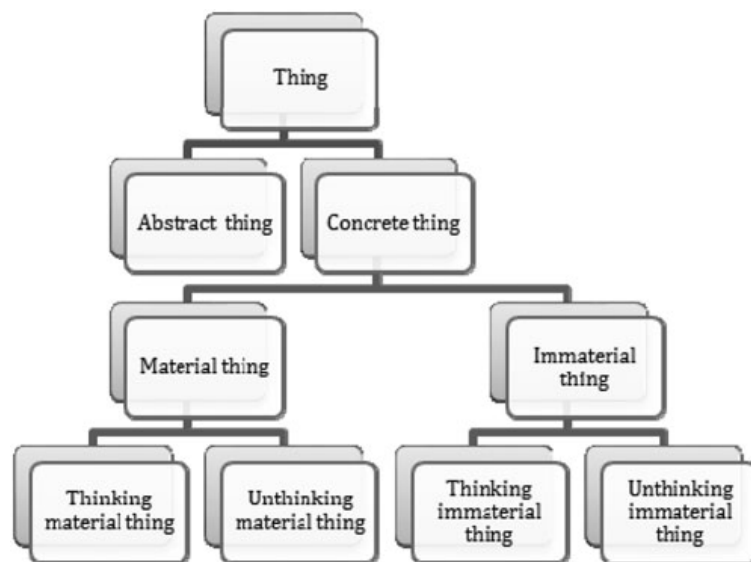 Thing
Abstract thing
Concrete thing
Material thing
Immaterial
thing
Thinking
material thing
Unthinking
material thing
Thinking
immaterial
thing
Unthinking
immaterial
thing